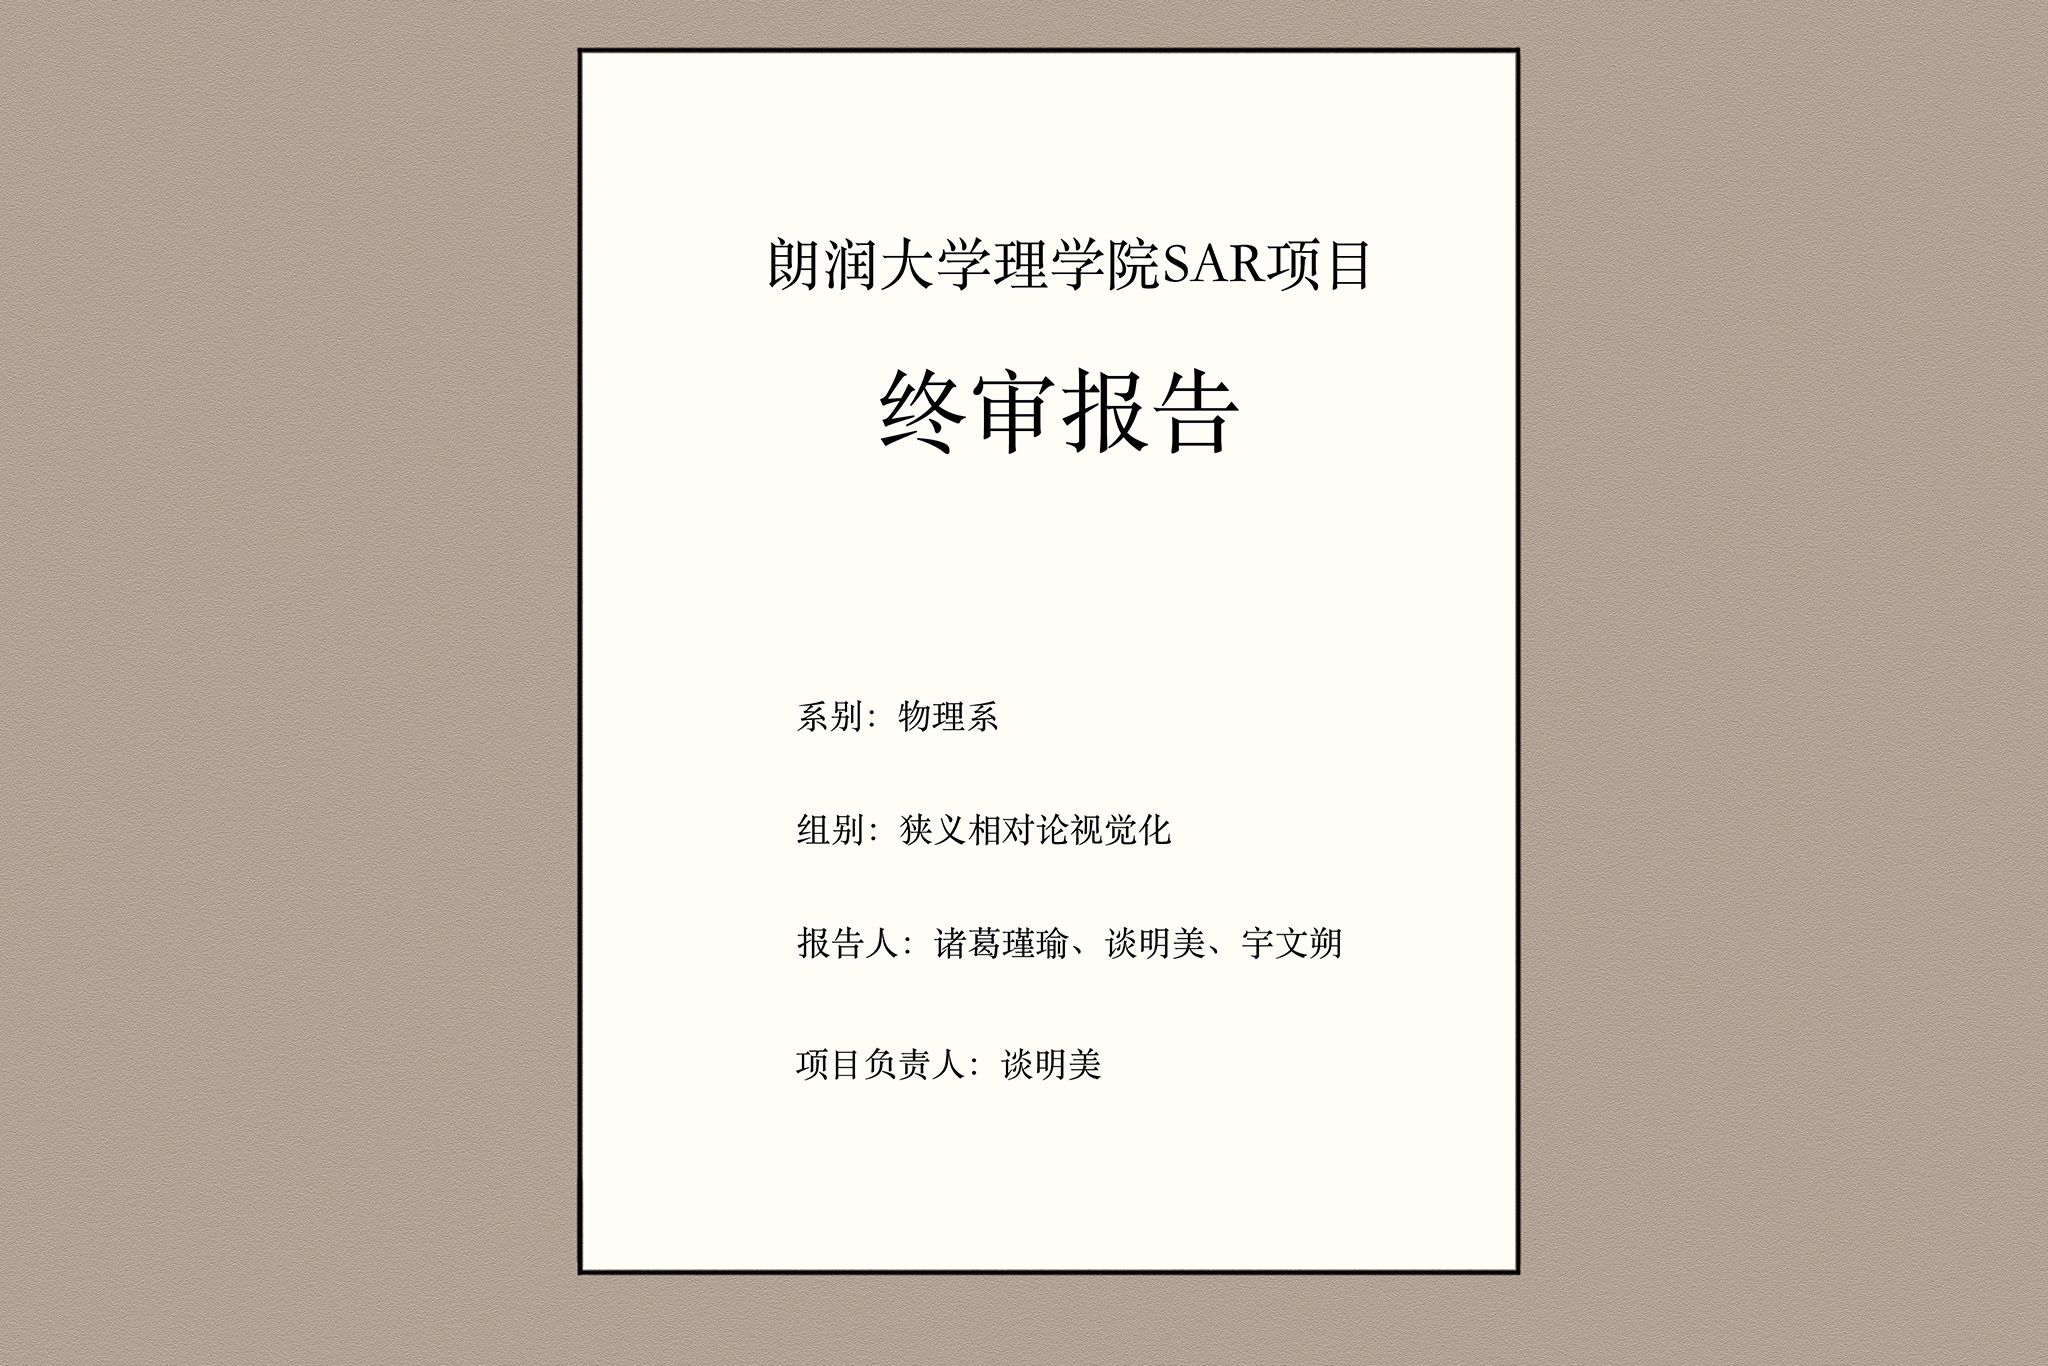 朗润大学理学院SAR项目
终审报告
系别：物理系
组别：狭义相对论视觉化
报告人：诸葛瑾瑜、谈明美、宇文朔
项目负责人：谈明美